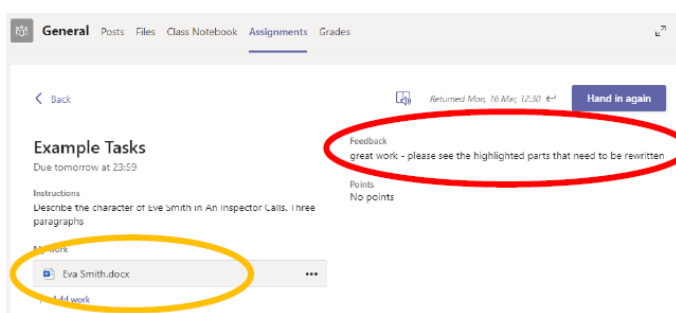 General Posts Files Class Notebook Assignments Grades
Back
Returned Mon, 16 Mar, 12:30
Hand in again
Example Tasks
Due tomorrow at 23:59
Instructions
Describe the character of Eve Smith in An Inspector Calls. Three
paragraphs
My work
Eva Smith.docx
Add work
Feedback
great work - please see the highlighted parts that need to be rewritten
Points
No points